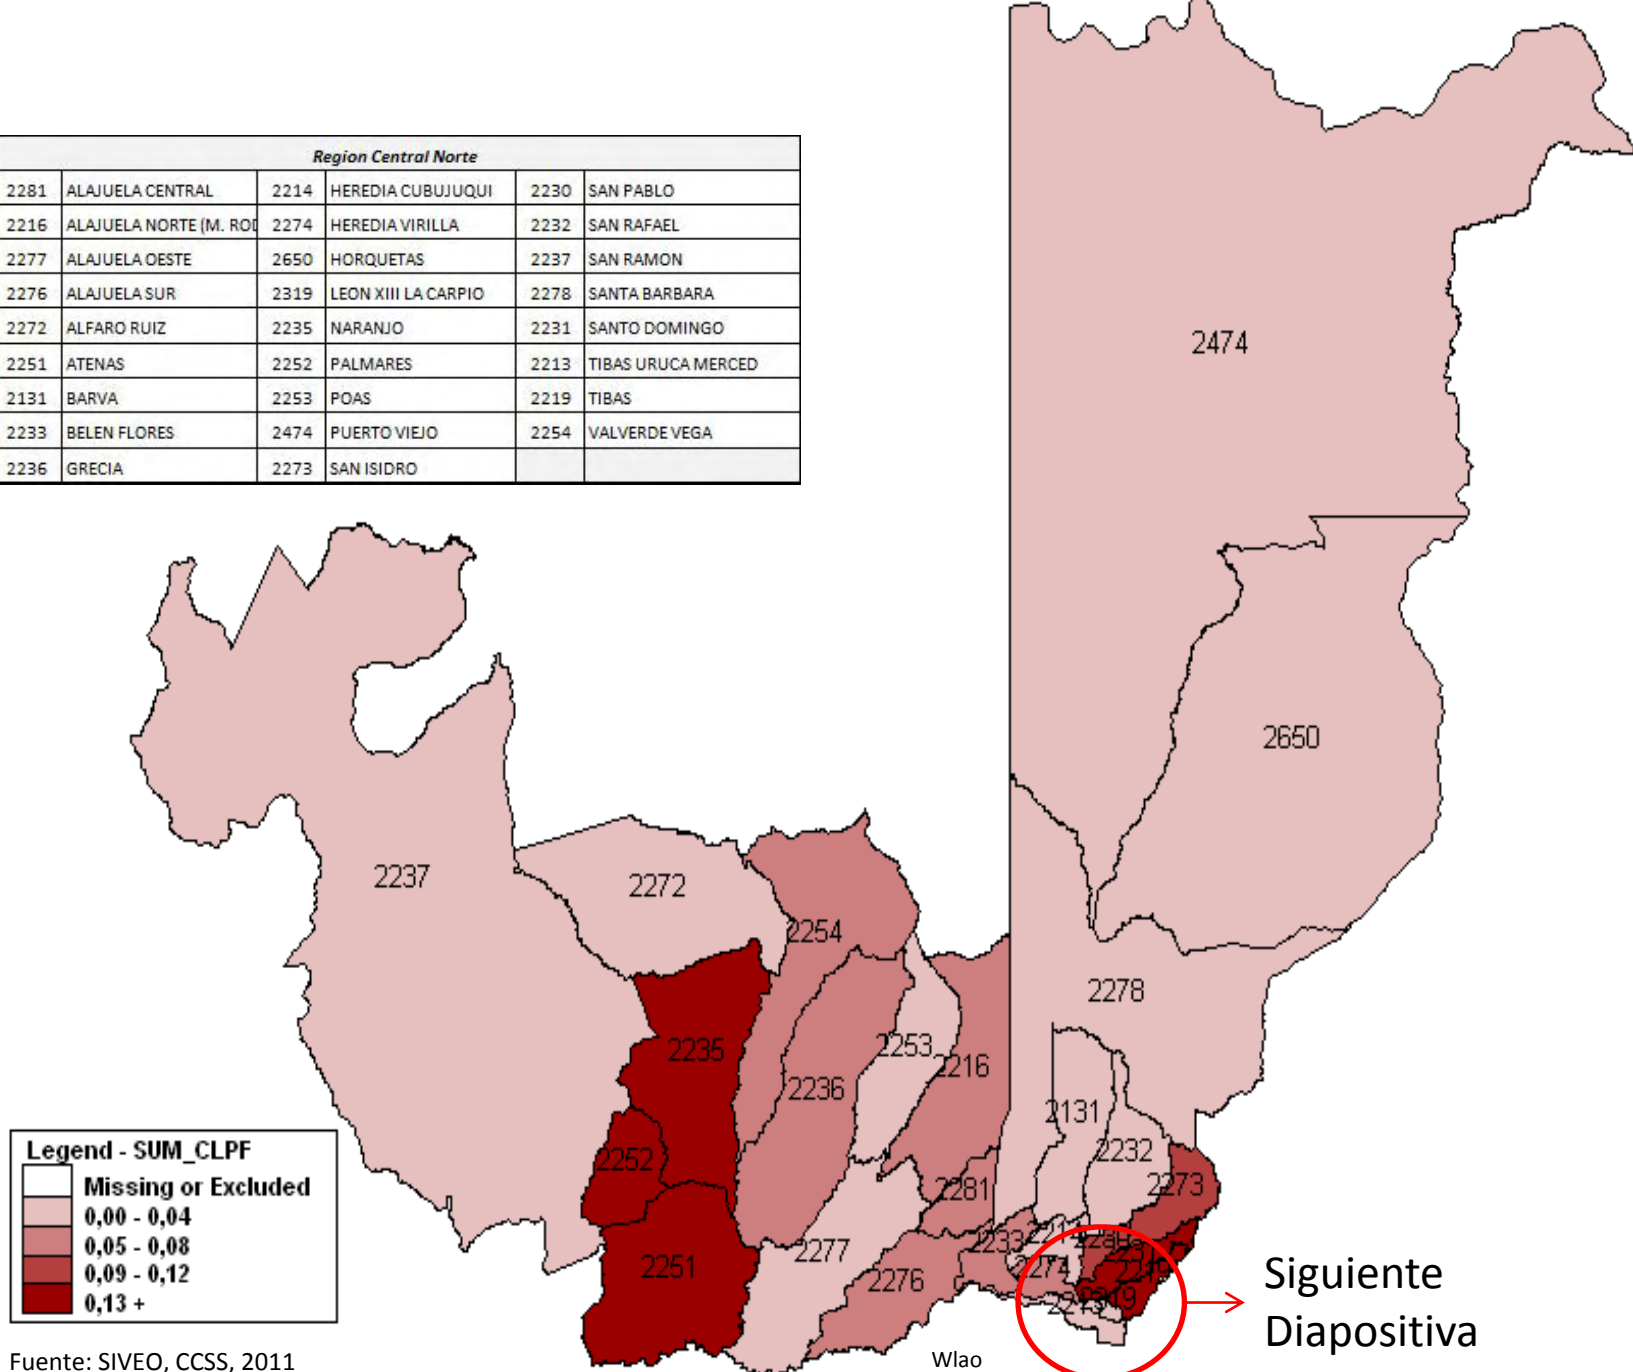 Region Central Norte
2281 ALAJUELA CENTRAL 2214 HEREDIA CUBUJUQUI 2230 SAN PABLO
2216 ALAJUELA NORTE (M. ROD 2274 HEREDIA VIRILLA 2232 SAN RAFAEL
2277 ALAJUELA OESTE 2650 HORQUETAS 2237 SAN RAMON
2276 ALAJUELA SUR 2319 LEON XIII LA CARPIO 2278 SANTA BARBARA
2272 ALFARO RUIZ 2235 NARANJO 2231 SANTO DOMINGO
2251 ATENAS 2252 PALMARES 2213 TIBAS URUCA MERCED
2131 BARVA 2253 POAS 2219 TIBAS
2233 BELEN FLORES 2474 PUERTO VIEJO 2254 VALVERDE VEGA
2236 GRECIA 2273 SAN ISIDRO
2474
2650
2237
2272
2254
2278
2235
2253
2216
2236
2131
2252
2232
2281
2273
2233
2277
2251
2276
2274
Legend - SUM_CLPF
Missing or Excluded
0,00 - 0,04
0,05 - 0,08
0,09 - 0,12
0,13 +
Siguiente
Diapositiva
Fuente: SIVEO, CCSS, 2011
Wlao